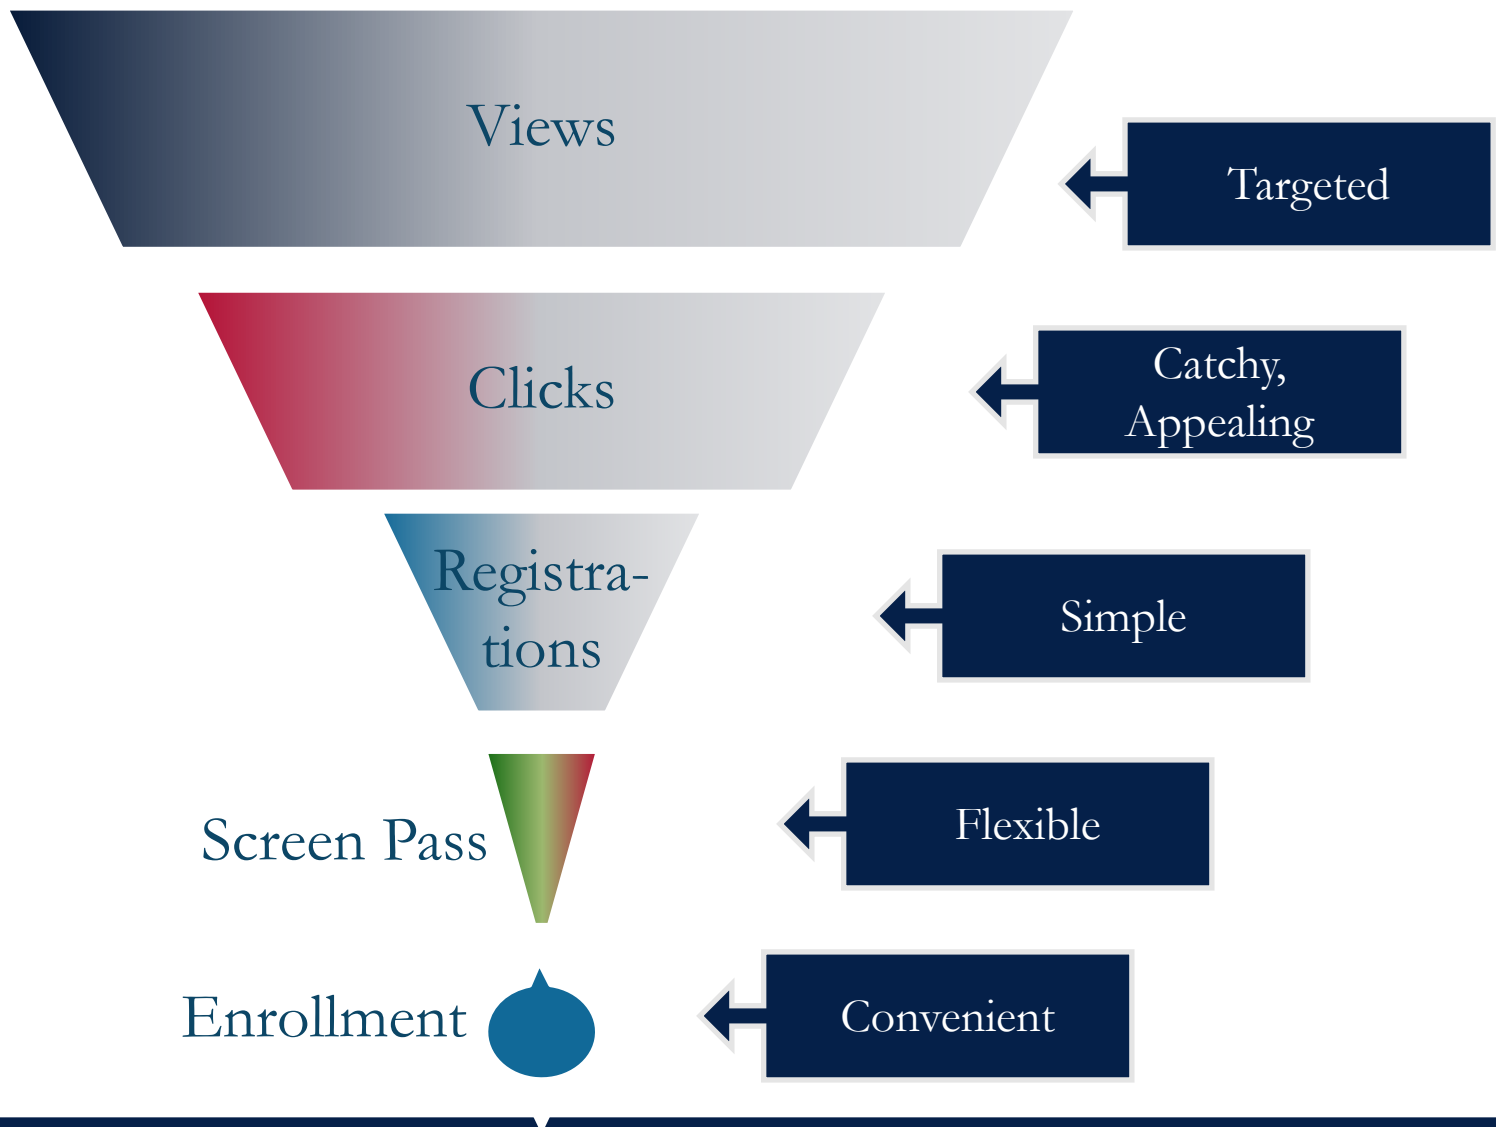 Views
Targeted
Clicks
Catchy,
Appealing
Registra-
tions
Simple
Screen Pass
Flexible
Enrollment
Convenient